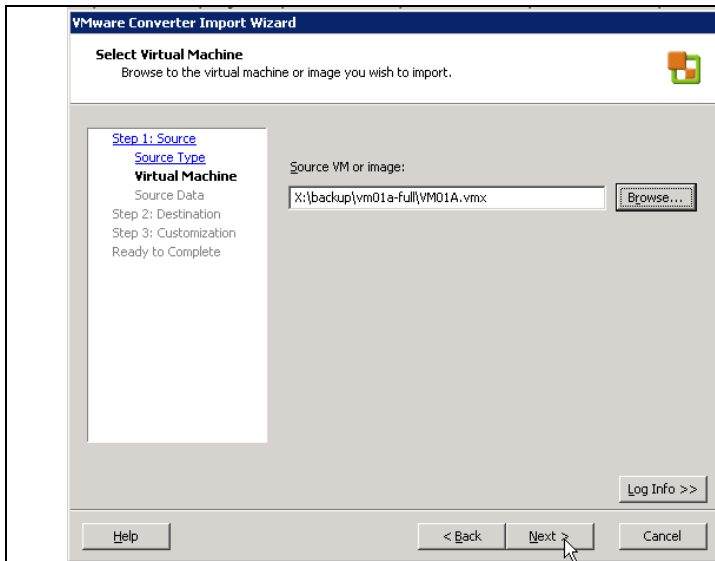 VMware Converter Import Wizard
Select Virtual Machine
Browse to the virtual machine or image you wish to import.
Step 1: Source
Source Type
Virtual Machine
Source Data
Step 2: Destination
Step 3: Customization
Ready to Complete
Source VM or image:
X:\backup\vm01a-full\VM01A.vmx
Browse...
Log Info >>
Help
< Back
Next >
Cancel